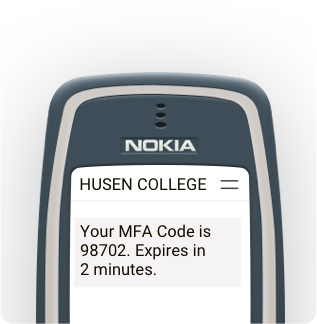 NOKIA
HUSEN COLLEGE
Your MFA Code is
98702. Expires in
2 minutes.